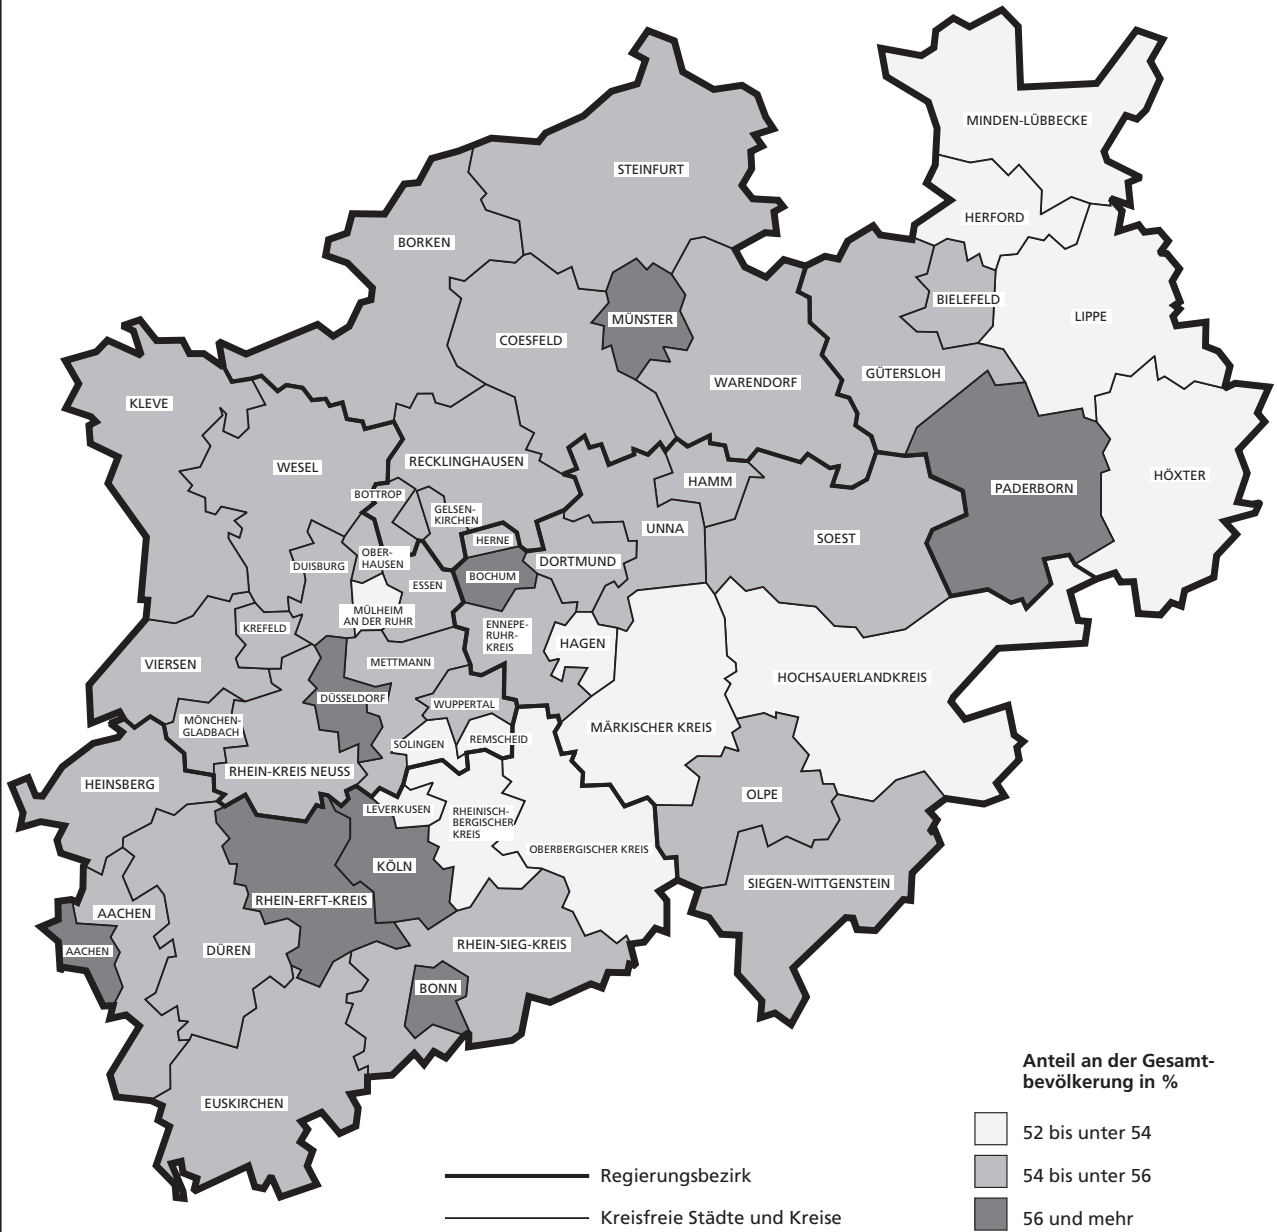 MINDEN-LÜBBECKE
STEINFURT
HERFORD
BORKEN
BIELEFELD
LIPPE
MÜNSTER
COESFELD
GÜTERSLOH
WARENDORF
KLEVE
RECKLINGHAUSEN
WESEL
HÖXTER
HAMM
PADERBORN
BOTTROP
GELSEN-
KIRCHEN
UNNA
SOEST
HERNE
OBER-
HAUSEN
DORTMUND
DUISBURG
BOCHUM
ESSEN
MÜLHEIM
AN DER RUHR
KREFELD
ENNEPE-
RUHR-
KREIS
HAGEN
VIERSEN
METTMANN
HOCHSAUERLANDKREIS
DÜSSELDORF
WUPPERTAL
MÖNCHEN-
GLADBACH
MÄRKISCHER KREIS
SOLINGEN
REMSCHEID
RHEIN-KREIS NEUSS
HEINSBERG
OLPE
LEVERKUSEN
RHEINISCH-
BERGISCHER
KREIS
OBERBERGISCHER KREIS
KÖLN
SIEGEN-WITTGENSTEIN
RHEIN-ERFT-KREIS
AACHEN
RHEIN-SIEG-KREIS
AACHEN
DÜREN
BONN
EUSKIRCHEN
Anteil an der Gesamt-
bevölkerung in %
52 bis unter 54
54 bis unter 56
56 und mehr
Regierungsbezirk
Kreisfreie Städte und Kreise